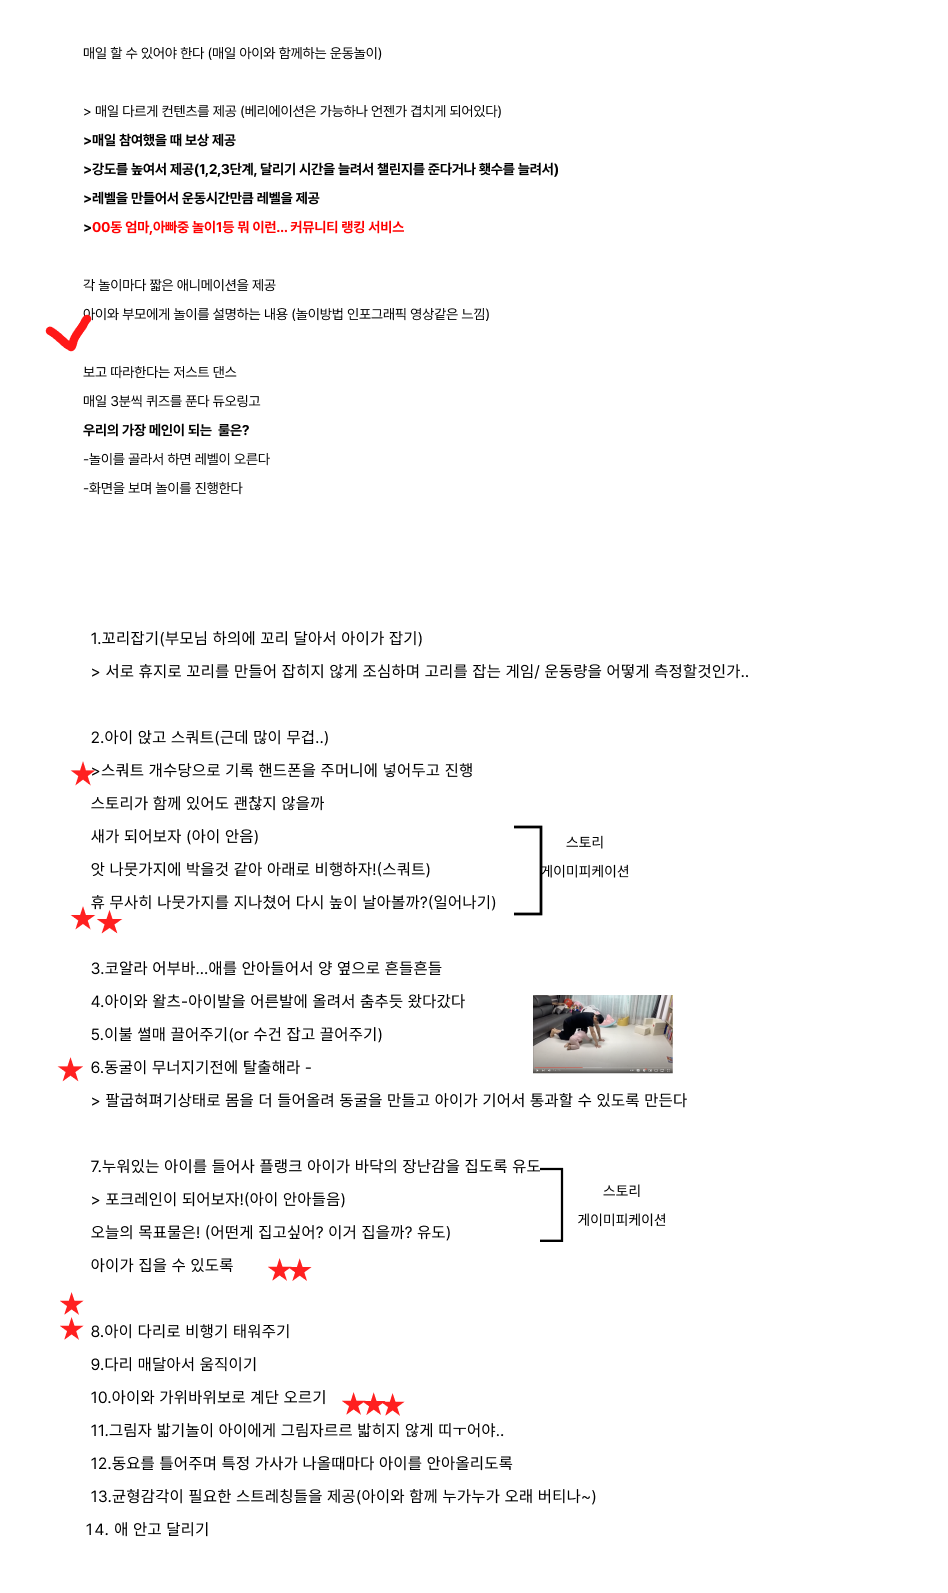 매일 할 수 있어야 한다 (매일 아이와 함께하는 운동놀이)
> 매일 다르게 컨텐츠를 제공 (베리에이션은 가능하나 언젠가 겹치게 되어있다)
>매일 참여했을 때 보상 제공
>강도를 높여서 제공(1,2,3단계, 달리기 시간을 늘려서 챌린지를 준다거나 횟수를 늘려서)
>레벨을 만들어서 운동시간만큼 레벨을 제공
>00동 엄마,아빠중 놀이1등 뭐 이런... 커뮤니티 랭킹 서비스
각 놀이마다 짧은 애니메이션을 제공
아이와 부모에게 놀이를 설명하는 내용 (놀이방법 인포그래픽 영상같은 느낌)
보고 따라한다는 저스트 댄스
매일 3분씩 퀴즈를 푼다 듀오링고
우리의 가장 메인이 되는  룰은?
-놀이를 골라서 하면 레벨이 오른다
-화면을 보며 놀이를 진행한다
1.꼬리잡기(부모님 하의에 꼬리 달아서 아이가 잡기)
> 서로 휴지로 꼬리를 만들어 잡히지 않게 조심하며 고리를 잡는 게임/ 운동량을 어떻게 측정할것인가..
2.아이 앉고 스쿼트(근데 많이 무겁..)
>스쿼트 개수당으로 기록 핸드폰을 주머니에 넣어두고 진행
스토리가 함께 있어도 괜찮지 않을까
새가 되어보자 (아이 안음)
앗 나뭇가지에 박을것 같아 아래로 비행하자!(스쿼트)
휴 무사히 나뭇가지를 지나쳤어 다시 높이 날아볼까?(일어나기)
스토리
게이미피케이션
3.코알라 어부바...애를 안아들어서 양 옆으로 흔들흔들
4.아이와 왈츠-아이발을 어른발에 올려서 춤추듯 왔다갔다
5.이불 썰매 끌어주기(or 수건 잡고 끌어주기)
6.동굴이 무너지기전에 탈출해라 -
> 팔굽혀펴기상태로 몸을 더 들어올려 동굴을 만들고 아이가 기어서 통과할 수 있도록 만든다
7.누워있는 아이를 들어사 플랭크 아이가 바닥의 장난감을 집도록 유도
> 포크레인이 되어보자!(아이 안아들음)
오늘의 목표물은! (어떤게 집고싶어? 이거 집을까? 유도)
아이가 집을 수 있도록
스토리
게이미피케이션
8.아이 다리로 비행기 태워주기
9.다리 매달아서 움직이기
10.아이와 가위바위보로 계단 오르기
11.그림자 밟기놀이 아이에게 그림자르르 밟히지 않게 띠ㅜ어야..
12.동요를 틀어주며 특정 가사가 나올때마다 아이를 안아올리도록
13.균형감각이 필요한 스트레칭들을 제공(아이와 함께 누가누가 오래 버티나~)
14. 애 안고 달리기